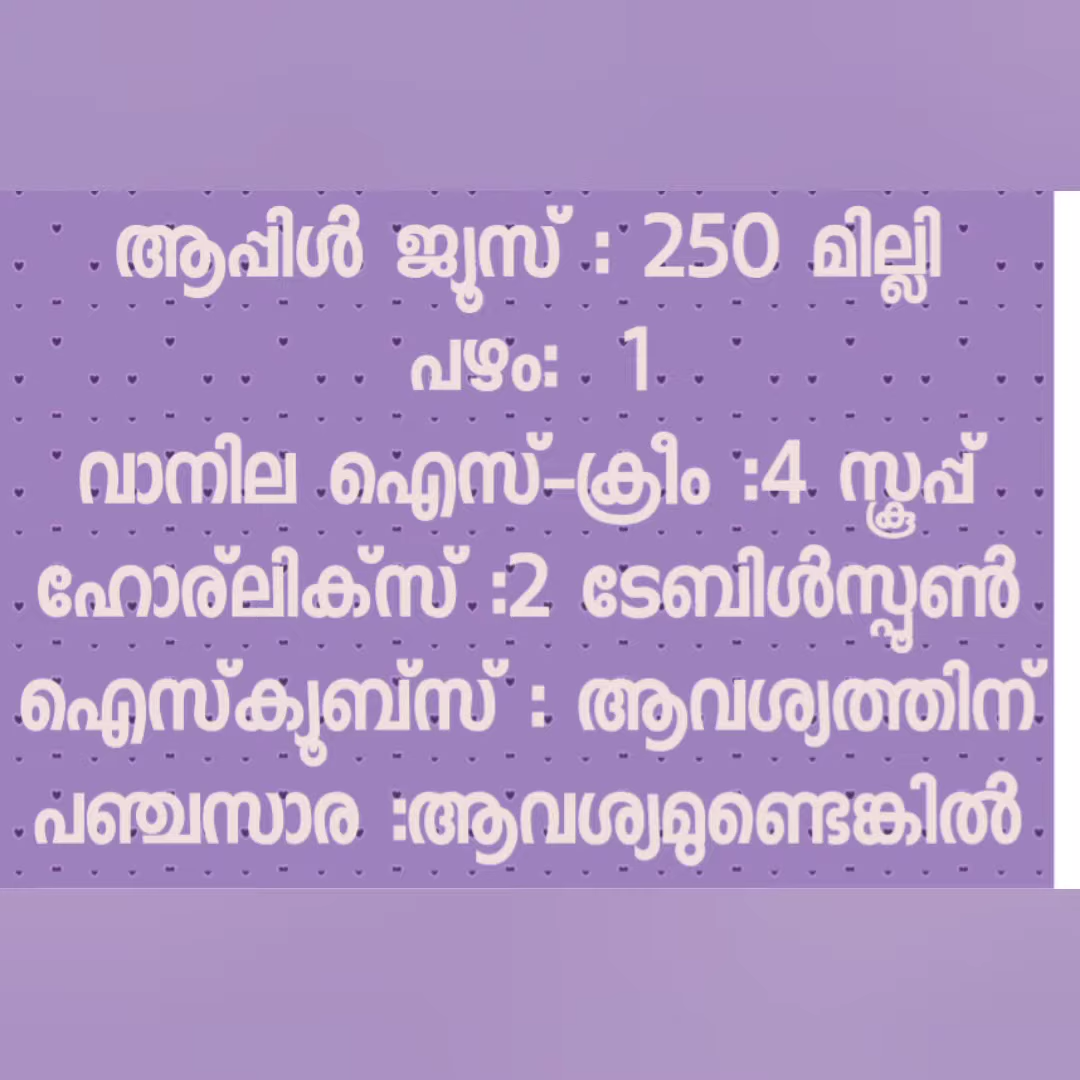 ആപ്പിൾ ജ്യൂസ് : 250 മില്ലി
പഴം: 1
വാനില ഐസ്-ക്രീം :4 സ്കൂപ്പ്
ഹോര്ലിക്സ് :2 ടേബിൾസ്പൂൺ
ഐസ്ക്യൂബ്സ് : ആവശ്യത്തിന്
പഞ്ചസാര :ആവശ്യമുണ്ടെങ്കിൽ